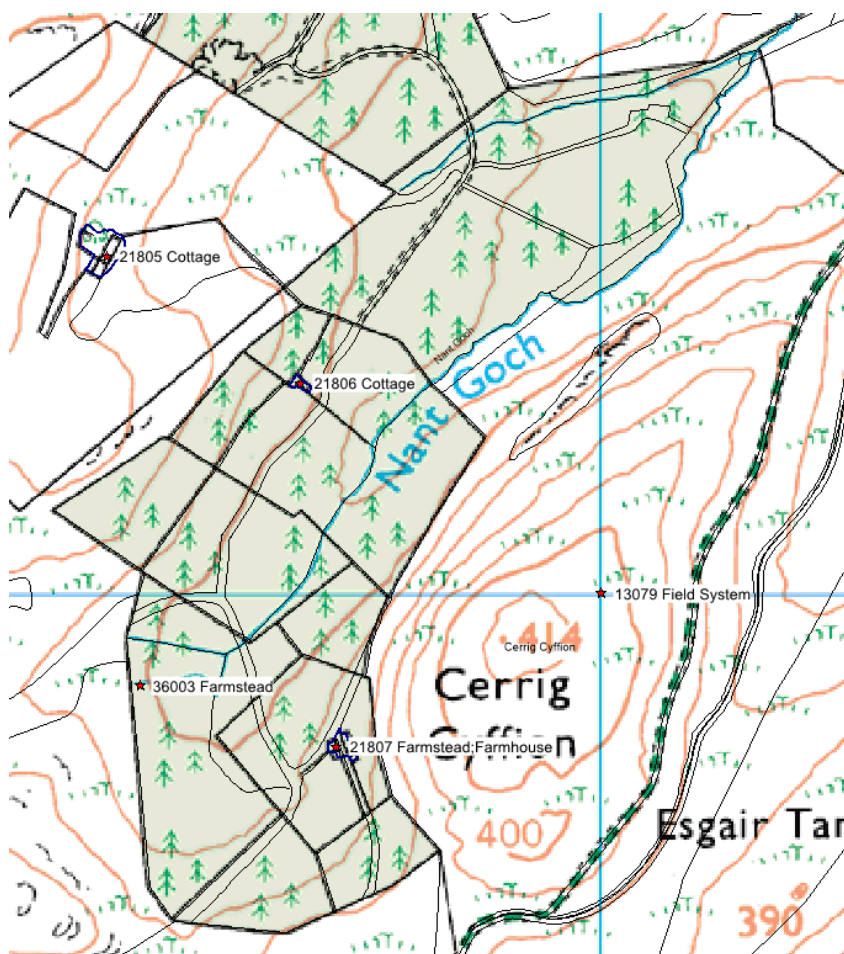 21805 Cottage
21806 Cottage
Nant Goch
Nant Goch
13079 Field System
.414
Cerrig Cyffion
Cerrig
Cyffion
36003 Farmstead
21807 Farmstead;Farmhouse
400
Esgair Tar
390